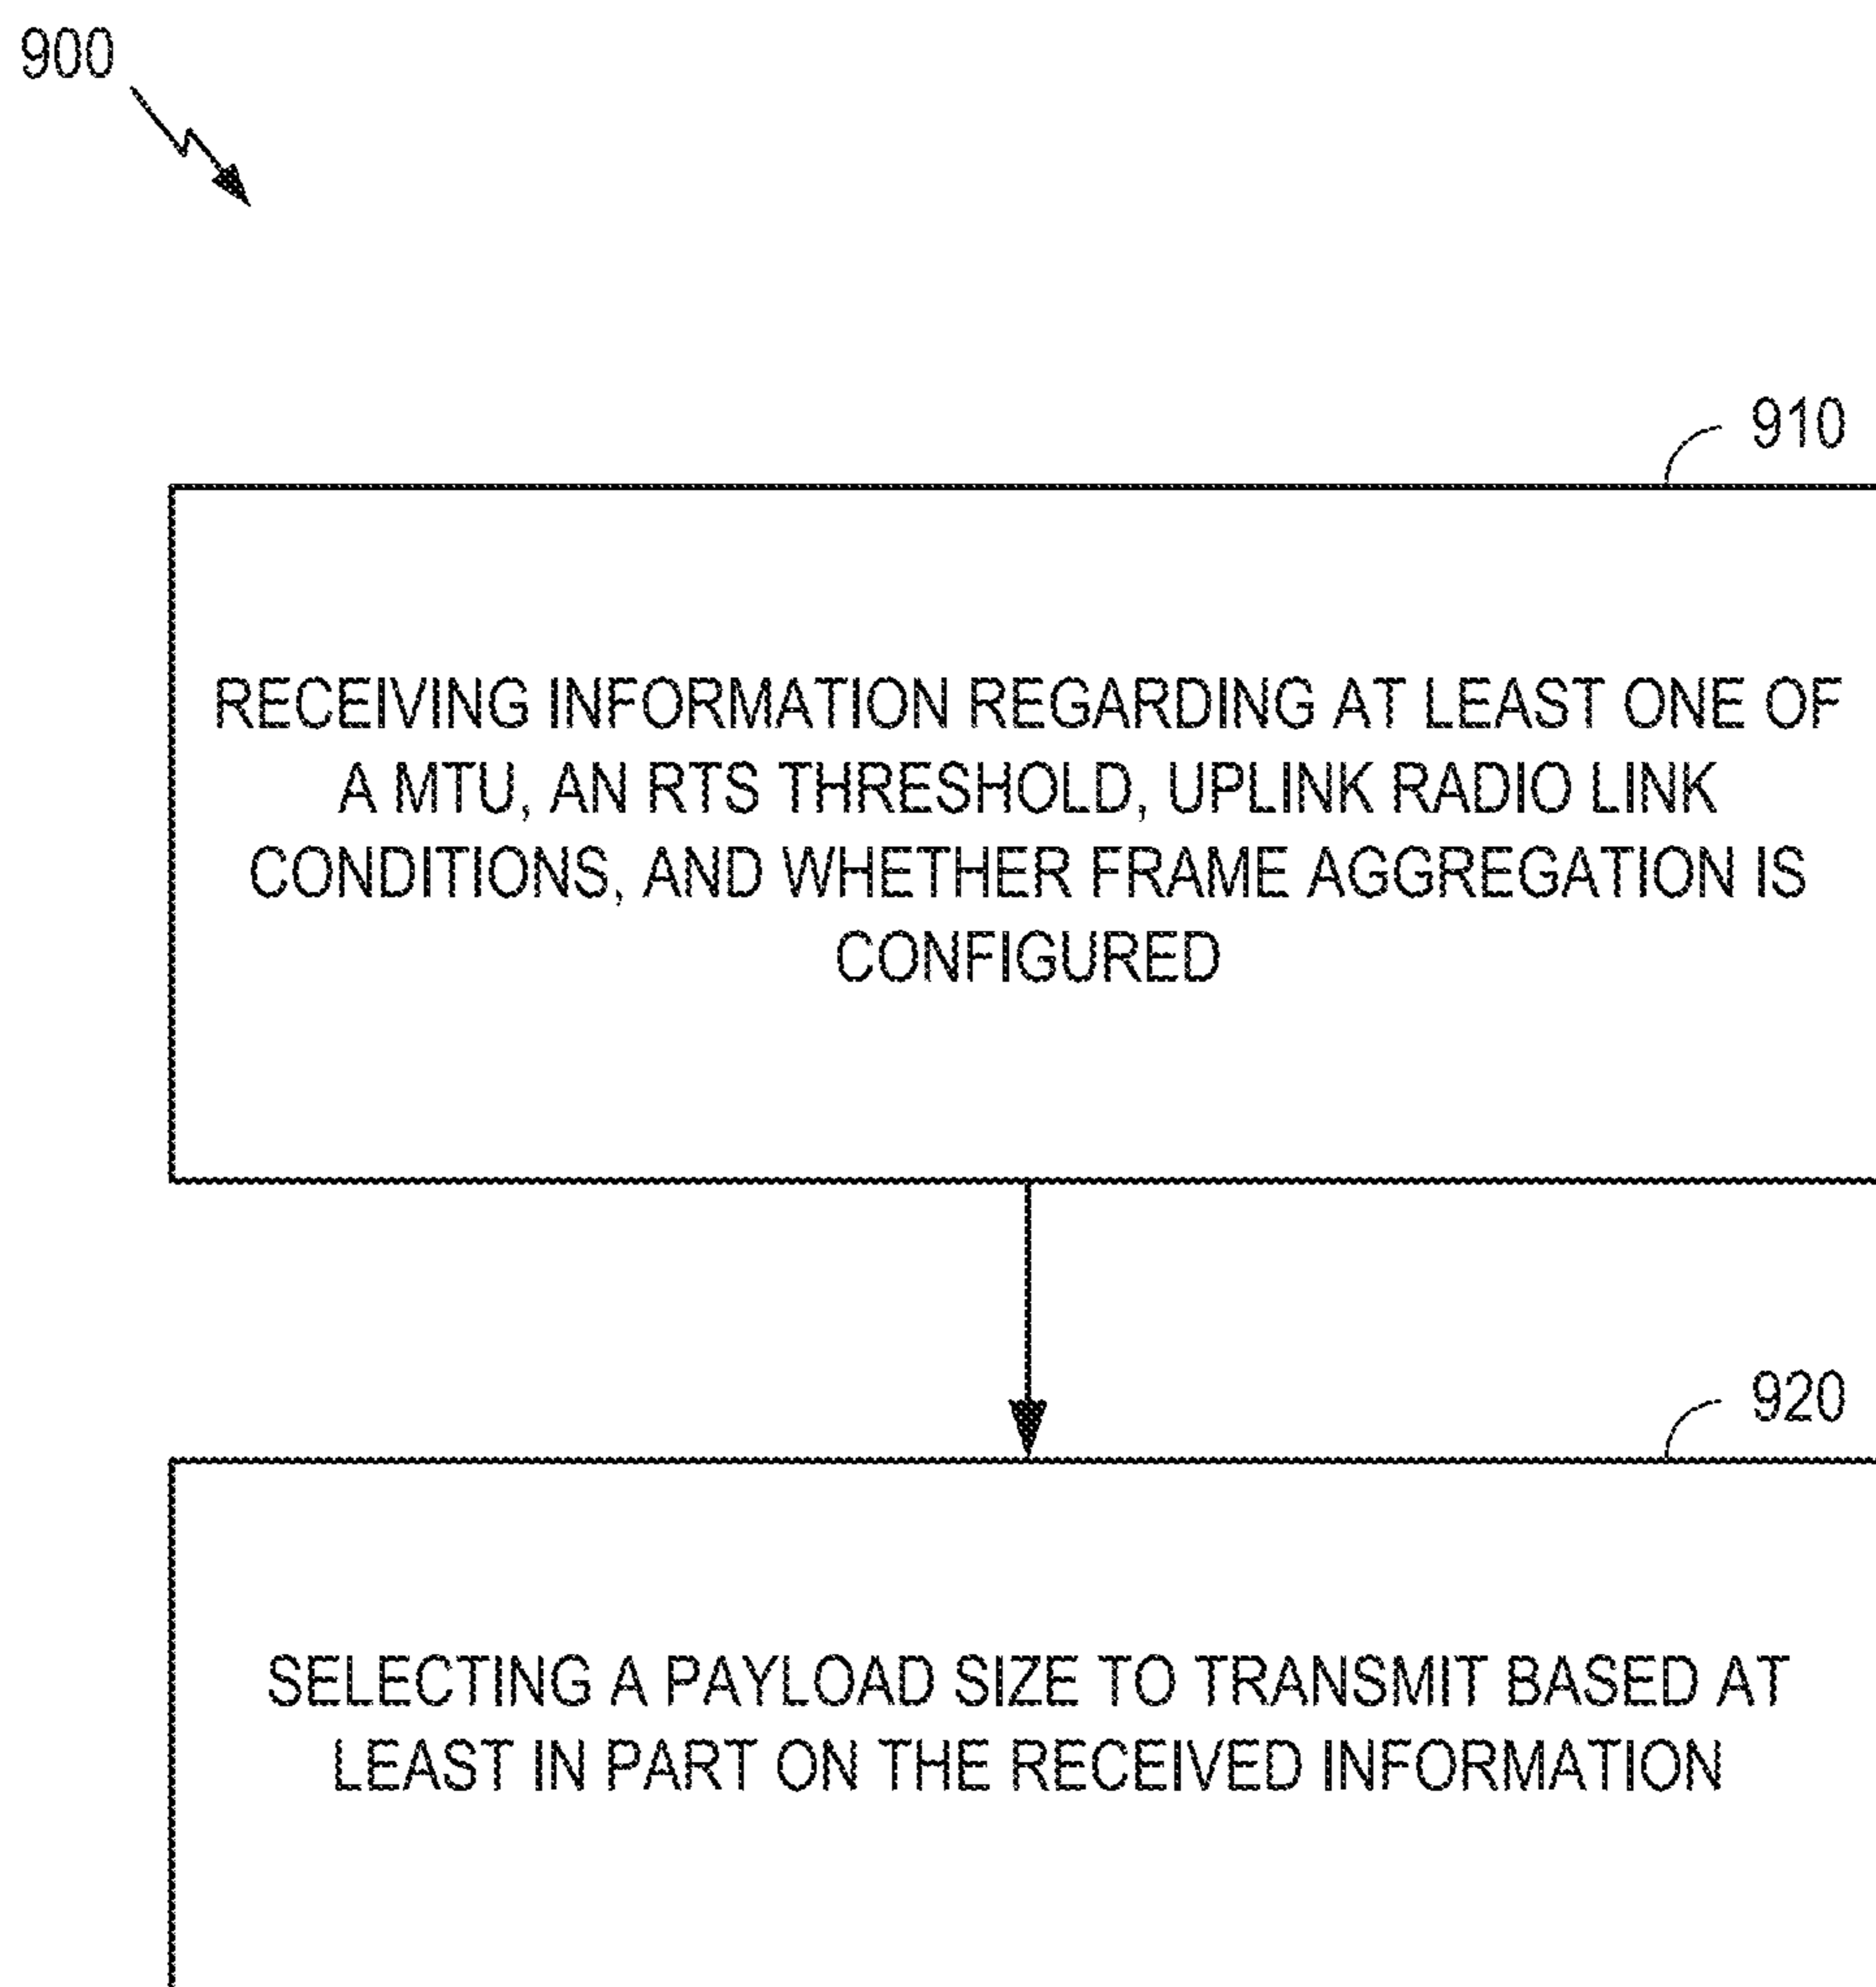 900
910
RECEIVING INFORMATION REGARDING AT LEAST ONE OF
A MTU, AN RTS THRESHOLD, UPLINK RADIO LINK
CONDITIONS, AND WHETHER FRAME AGGREGATION IS
CONFIGURED
920
SELECTING A PAYLOAD SIZE TO TRANSMIT BASED AT
LEAST IN PART ON THE RECEIVED INFORMATION